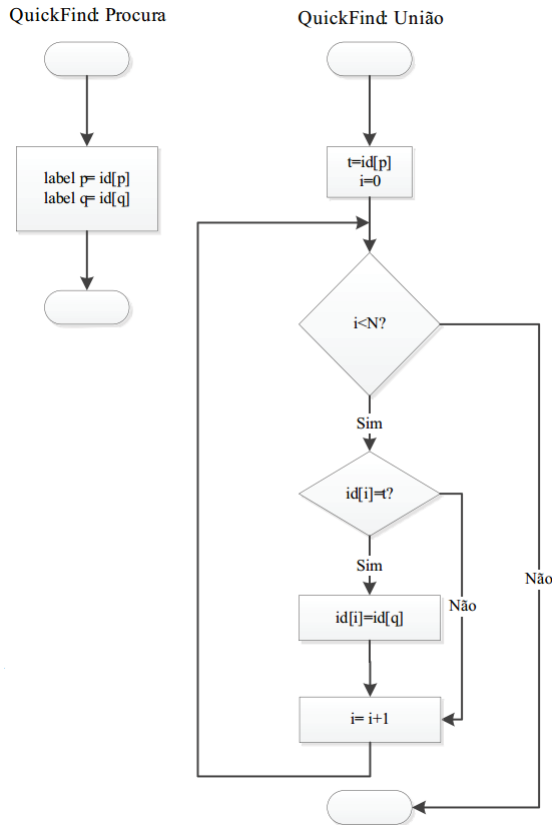 QuickFind: Procura
QuickFind: União
label p= id[p]
label q= id[q]
t=id[p]
i=0
i<N?
Sim
id[i]=t?
Sim
Não
Não
id[i]=id[q]
i= i+1